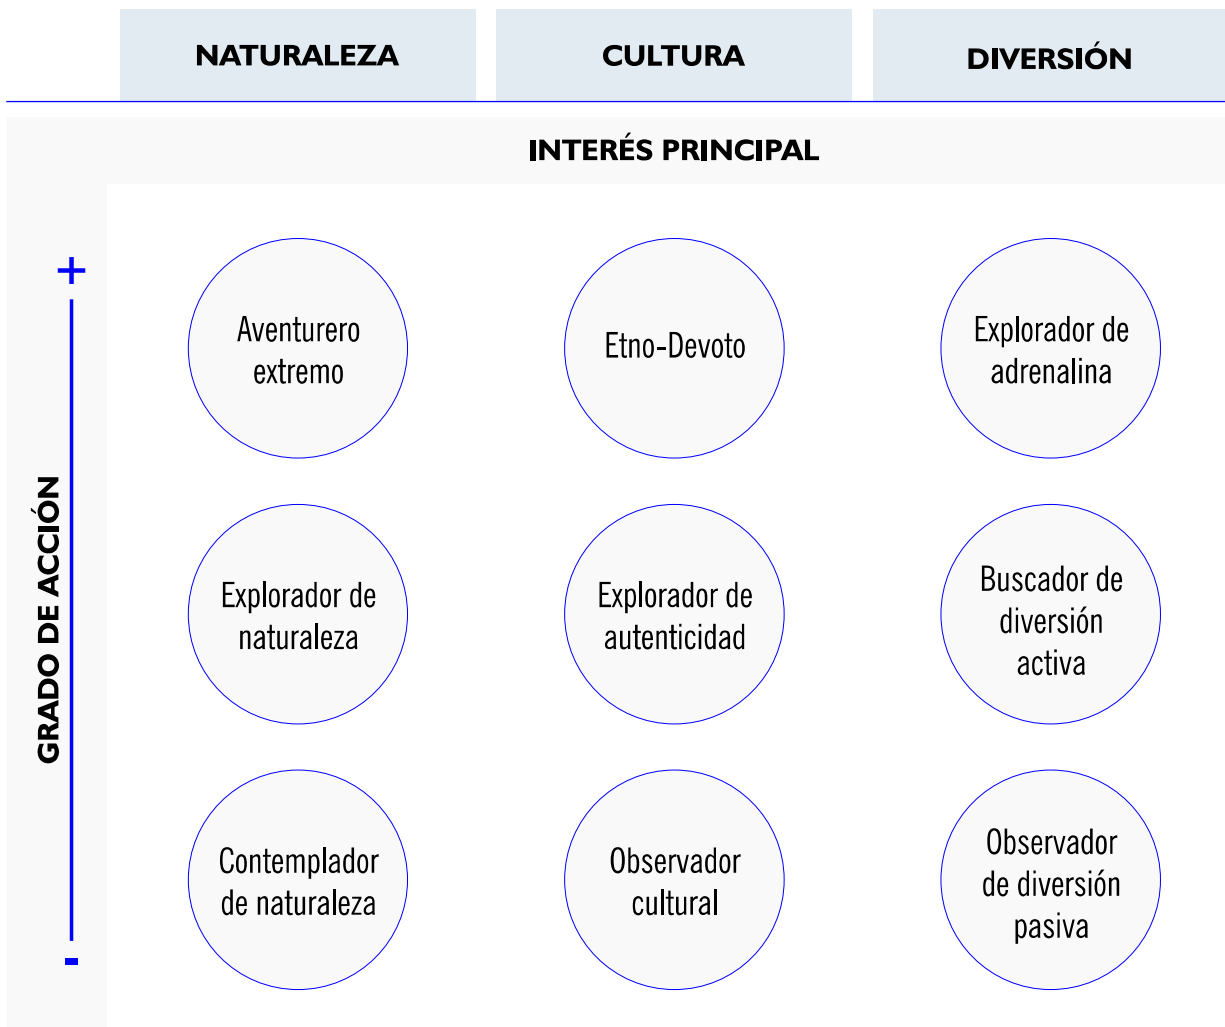 NATURALEZA
CULTURA
DIVERSIÓN
INTERÉS PRINCIPAL
GRADO DE ACCIÓN
+
-
Aventurero
extremo
Etno-Devoto
Explorador de
adrenalina
Explorador de
naturaleza
Explorador de
autenticidad
Buscador de
diversión
activa
Contemplador
de naturaleza
Observador
cultural
Observador
de diversión
pasiva